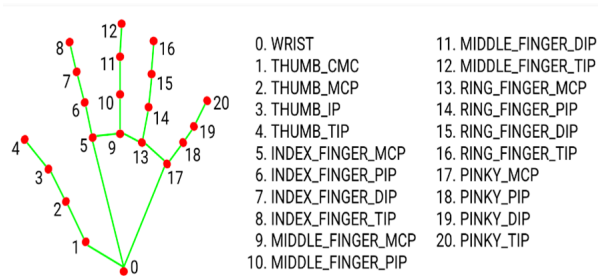 12
8
16
11
7
15
20
10
6
14
19
4
5
9
13
18
3
17
2
1
0
0. WRIST
1. THUMB_CMC
2. THUMB_MCP
3. THUMB_IP
4. THUMB_TIP
5. INDEX_FINGER_MCP
6. INDEX_FINGER_PIP
7. INDEX_FINGER_DIP
8. INDEX_FINGER_TIP
9. MIDDLE_FINGER_MCP
10. MIDDLE_FINGER_PIP
11. MIDDLE_FINGER_DIP
12. MIDDLE_FINGER_TIP
13. RING_FINGER_MCP
14. RING_FINGER_PIP
15. RING_FINGER_DIP
16. RING_FINGER_TIP
17. PINKY_MCP
18. PINKY_PIP
19. PINKY_DIP
20. PINKY_TIP